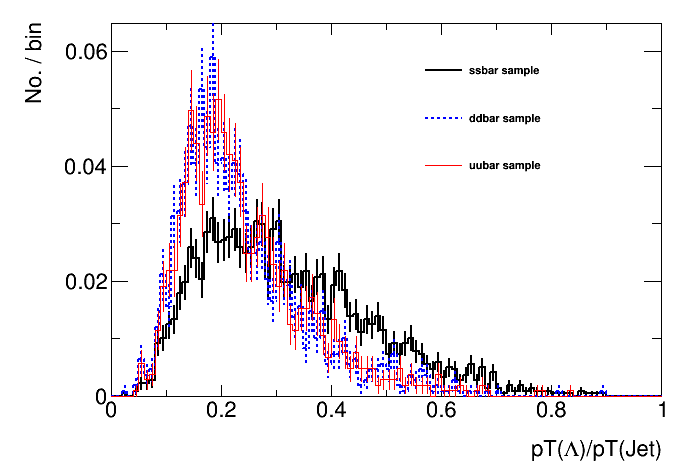 No. / bin
0.06
0.04
0.02
0
ssbar sample
ddbar sample
uubar sample
0 0.2 0.4 0.6 0.8 1
pT(Λ)/pT(Jet)